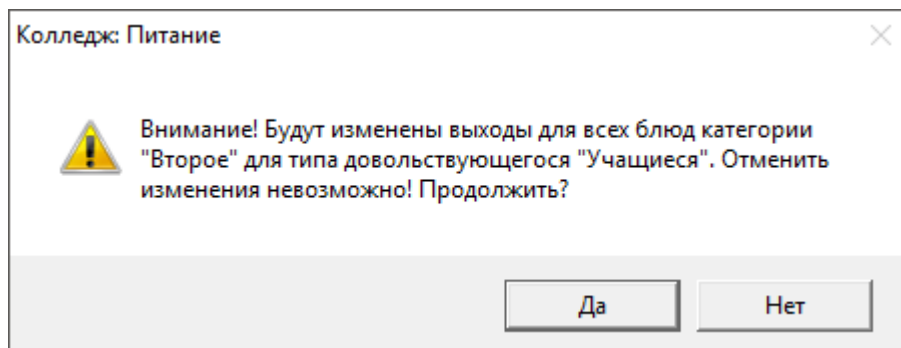 Колледж: Питание
Внимание! Будут изменены выходы для всех блюд категории
"Второе" для типа довольствующегося "Учащиеся". Отменить
изменения невозможно! Продолжить?
Да
Нет